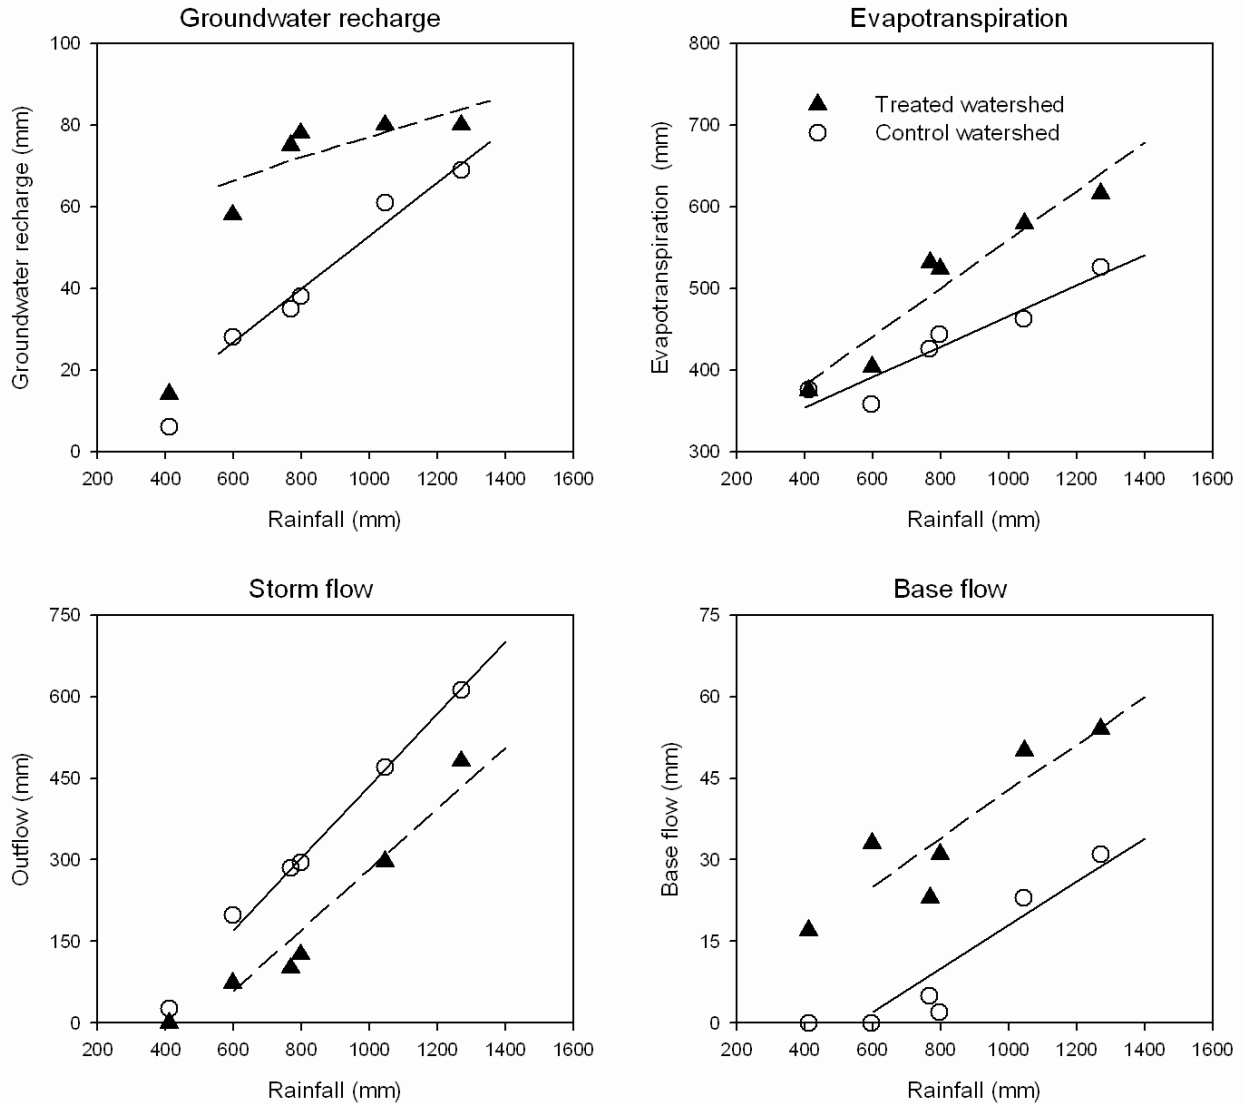 Groundwater recharge
Evapotranspiration
100
80
60
40
20
0
Groundwater recharge (mm)
200 400 600 800 1000 1200 1400 1600
Rainfall (mm)
800
700
600
500
400
300
Evapotranspiration (mm)
Treated watershed
Control watershed
200 400 600 800 1000 1200 1400 1600
Rainfall (mm)
Storm flow
Base flow
750
600
450
300
150
0
Outflow (mm)
200 400 600 800 1000 1200 1400 1600
Rainfall (mm)
75
60
45
30
15
0
Base flow (mm)
200 400 600 800 1000 1200 1400 1600
Rainfall (mm)